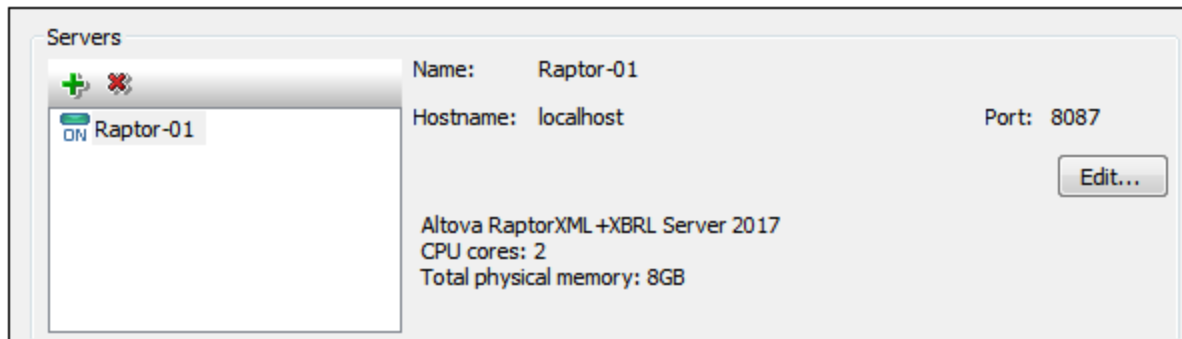 Servers
Name: Raptor-01
ON Raptor-01
Hostname: localhost Port: 8087
Edit...
Altova RaptorXML+XBRL Server 2017
CPU cores: 2
Total physical memory: 8GB